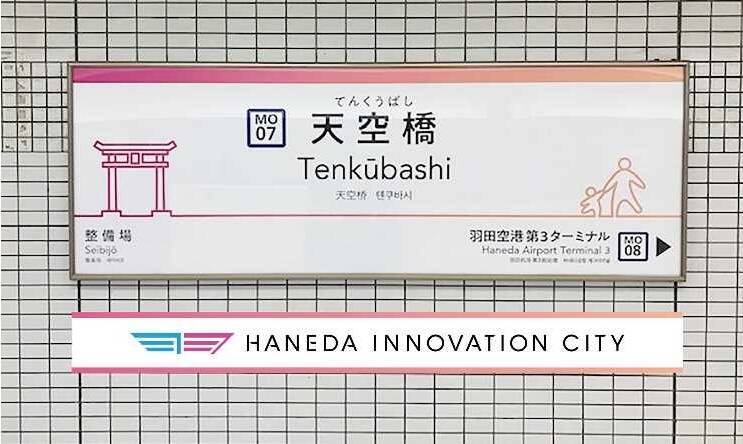 てんくうばし
MO
07
天空橋
Tenkūbashi
天空橋 덴쿠바시
整備場
Seibijō
羽田空港第3ターミナル
Haneda Airport Terminal 3
MO
08
HANEDA INNOVATION CITY